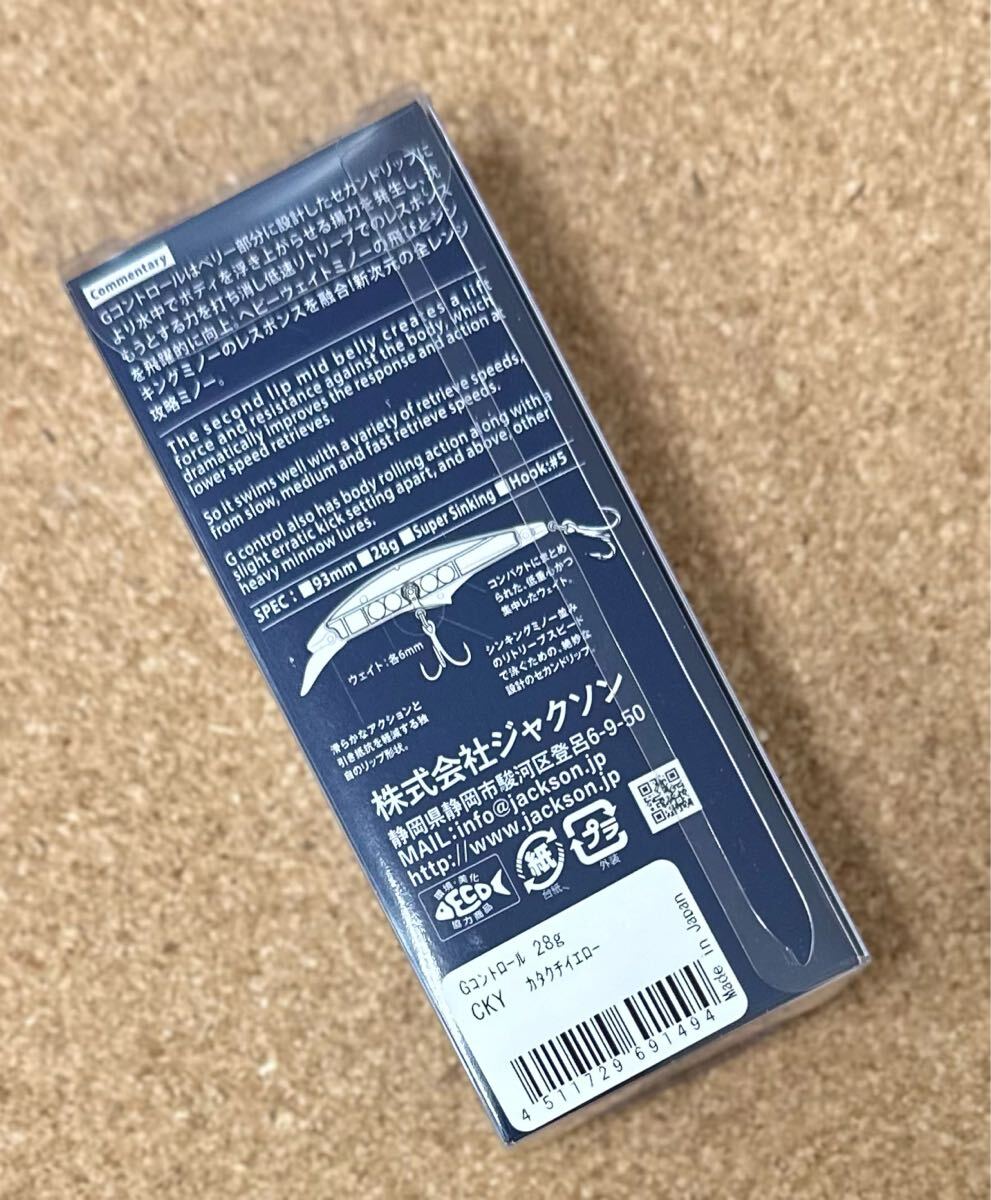 Commentary
Gコントロールはベリー部分に設計したセカンドリップに
より水中でボディを浮き上がらせる揚力を発生し、沈
もうとする力を打ち消し低速リトリーブでのレスポンス
を飛躍的に向上。ヘビーウェイトミノーの飛びとシン
キングミノーのレスポンスを融合!新次元の全レンジ
攻略ミノー。
The second lip mid belly creates a lift
force and resistance against the body, which
dramatically improves the response and action at
lower speed retrieves.
So it swims well with a variety of retrieve speeds,
from slow, medium and fast retrieve speeds.
G control also has body rolling action along with a
slight erratic kick setting apart, and above, other
heavy minnow lures.
SPEC : ■93mm ■28g ■Super Sinking ■Hook:#5
コンパクトにまとめ
られた、低重心かつ
集中したウェイト。
ウェイト:各6mm
シンキングミノー並み
のリトリーブスピード
で泳ぐための、絶妙な
設計のセカンドリップ。
滑らかなアクションと
引き抵抗を軽減する独
自のリップ形状。
株式会社ジャクソン
静岡県静岡市駿河区登呂6-9-50
MAIL:info@jackson.jp
http://www.jackson.jp
環境・美化
ECO
協力商品
紙
台紙、
プラ
外装
Gコントロール 28g
CKY カタクチイエロー
Made in Japan
4 511729 691494